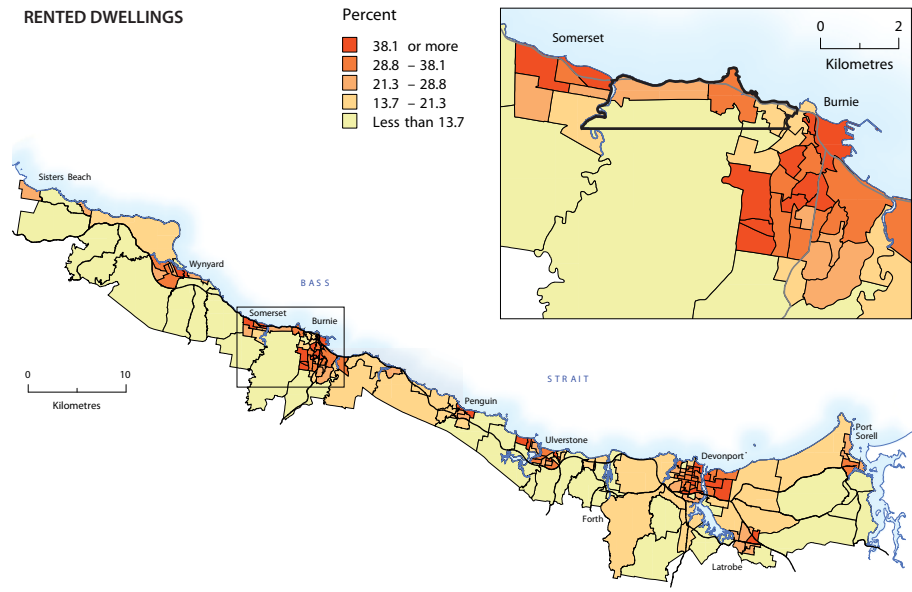 RENTED DWELLINGS
Percent
38.1 or more
28.8 – 38.1
21.3 – 28.8
13.7 – 21.3
Less than 13.7
0 2
Kilometres
Somerset
Burnie
Sisters Beach
Wynyard
BASS
Somerset
Burnie
0 10
Kilometres
STRAIT
Penguin
Ulverstone
Port
Sorell
Devonport
Forth
Latrobe